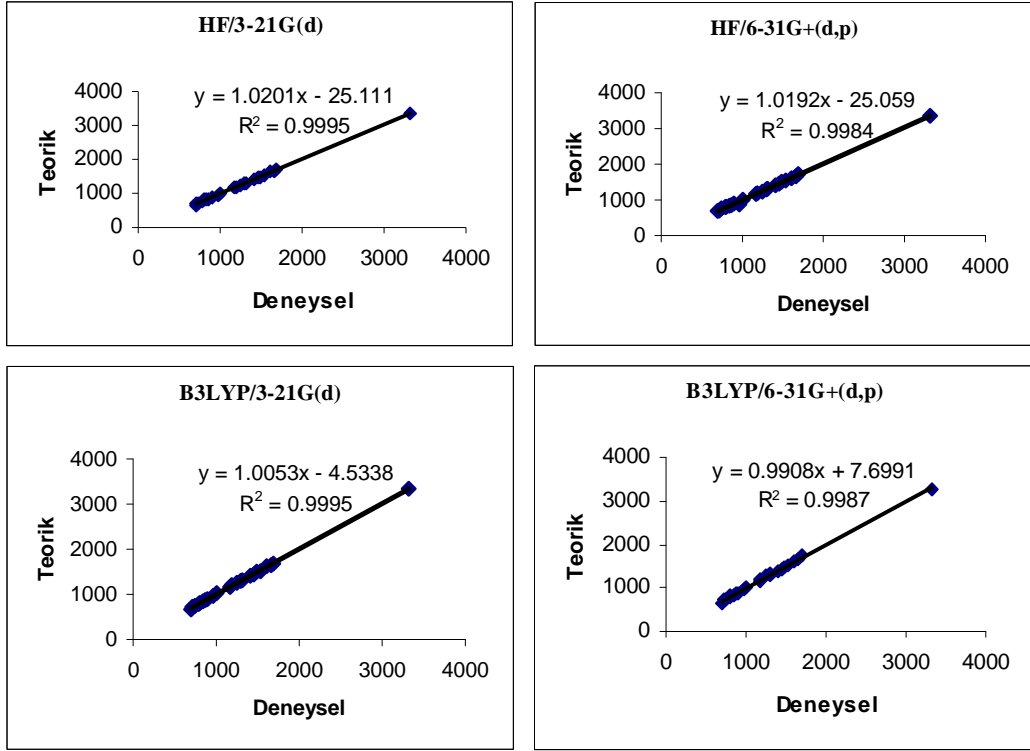 HF/3-21G(d)
y = 1.0201x - 25.111
R² = 0.9995
4000
3000
2000
1000
0
0 1000 2000 3000 4000
Teorik
Deneysel
HF/6-31G+(d,p)
y = 1.0192x - 25.059
R² = 0.9984
4000
3000
2000
1000
0
0 1000 2000 3000 4000
Teorik
Deneysel
B3LYP/3-21G(d)
y = 1.0053x - 4.5338
R² = 0.9995
4000
3000
2000
1000
0
0 1000 2000 3000 4000
Teorik
Deneysel
B3LYP/6-31G+(d,p)
y = 0.9908x + 7.6991
R² = 0.9987
4000
3000
2000
1000
0
0 1000 2000 3000 4000
Teorik
Deneysel